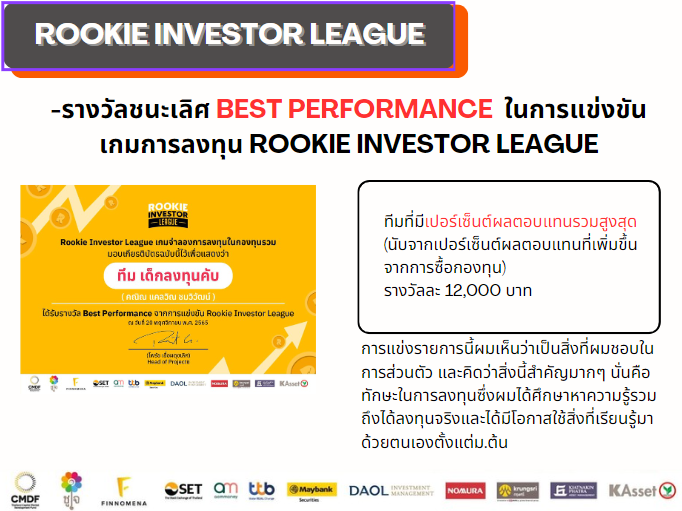 ROOKIE INVESTOR LEAGUE
-รางวัลชนะเลิศ BEST PERFORMANCE ในการแข่งขัน
เกมการลงทุน ROOKIE INVESTOR LEAGUE
ROOKIE
INVESTOR
LEAGUE
Rookie Investor League เกมจำลองการลงทุนในกองทุนรวม
มอบเกียรติบัตรฉบับนี้ไว้เพื่อแสดงว่า
ทีม เด็กลงทุนคับ
ได้รับรางวัล Best Performance จากการแข่งขัน Rookie Investor League
ณ วันที่ 20 พฤศจิกายน พ.ศ. 2565
Head of Projects
ทีมที่มีเปอร์เซ็นต์ผลตอบแทนรวมสูงสุด
(นับจากเปอร์เซ็นต์ผลตอบแทนที่เพิ่มขึ้น
จากการซื้อกองทุน)
รางวัลละ 12,000 บาท
การแข่งรายการนี้ผมเห็นว่าเป็นสิ่งที่ผมชอบใน
การส่วนตัว และคิดว่าสิ่งนี้สำคัญมากๆ นั่นคือ
ทักษะในการลงทุนซึ่งผมได้ศึกษาหาความรู้รวม
ถึงได้ลงทุนจริงและได้มีโอกาสใช้สิ่งที่เรียนรู้มา
ด้วยตนเองตั้งแต่ม.ต้น
CMDF FINNOMENA SET am ttb Maybank Securities DAOL INVESTMENT MANAGEMENT NOMURA krungsri KIATNAKIN PHATRA KAsset